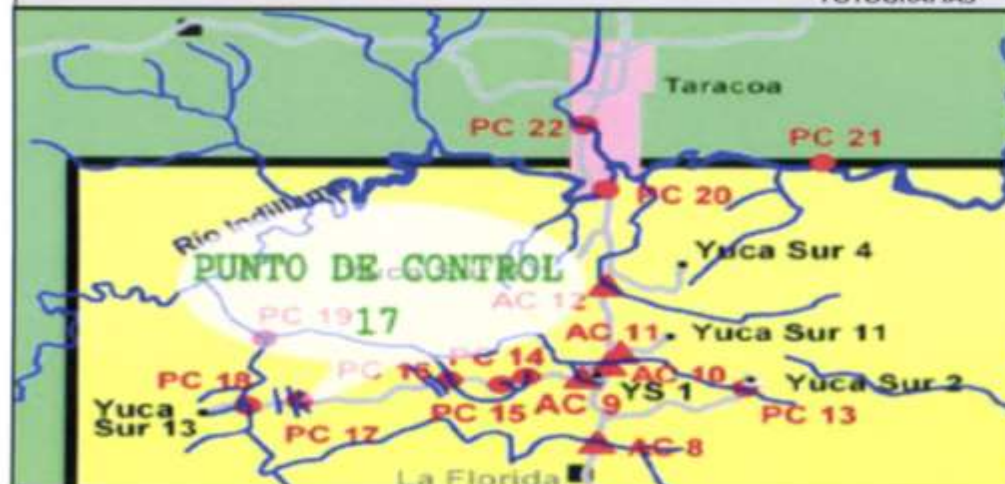 Taracoa
PC 22
PC 21
PC 20
Río Indillama
Yuca Sur 4
PUNTO DE CONTROL
17
AC 12
PC 19
AC 11
Yuca Sur 11
PC 14
PC 16
AC 10
PC 18
Yuca Sur 2
YS 1
AC 9
PC 15
PC 13
Yuca
Sur 13
PC 17
AC 8
La Florida